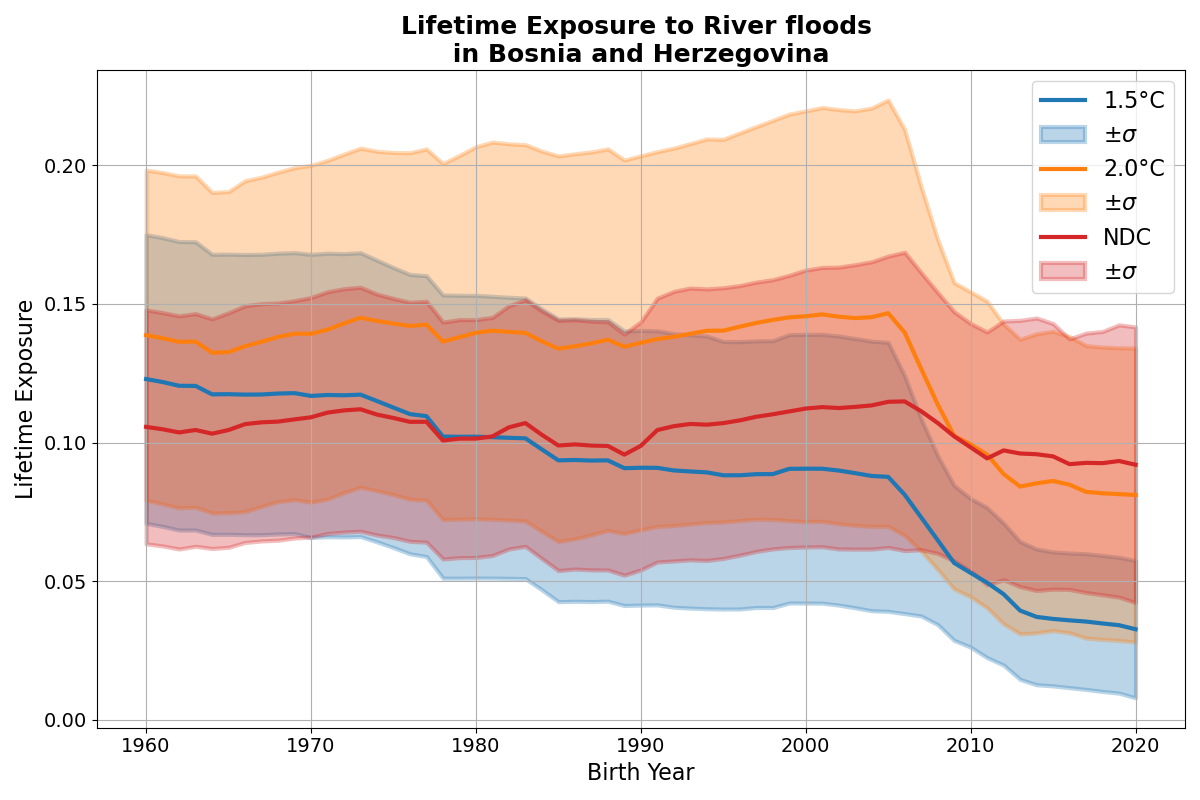 Lifetime Exposure to River floods
in Bosnia and Herzegovina
Lifetime Exposure
0.20
0.15
0.10
0.05
0.00
1960 1970 1980 1990 2000 2010 2020
Birth Year
1.5°C
±σ
2.0°C
±σ
NDC
±σ